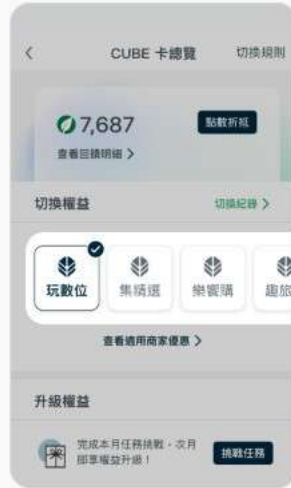 CUBE 卡總覽
切換規則
7,687
點數折抵
查看回饋明細
切換權益
切換紀錄
玩數位
集精選
樂饗購
趣旅
查看適用商家優惠
升級權益
完成本月任務挑戰，次月
即享權益升級！
挑戰任務